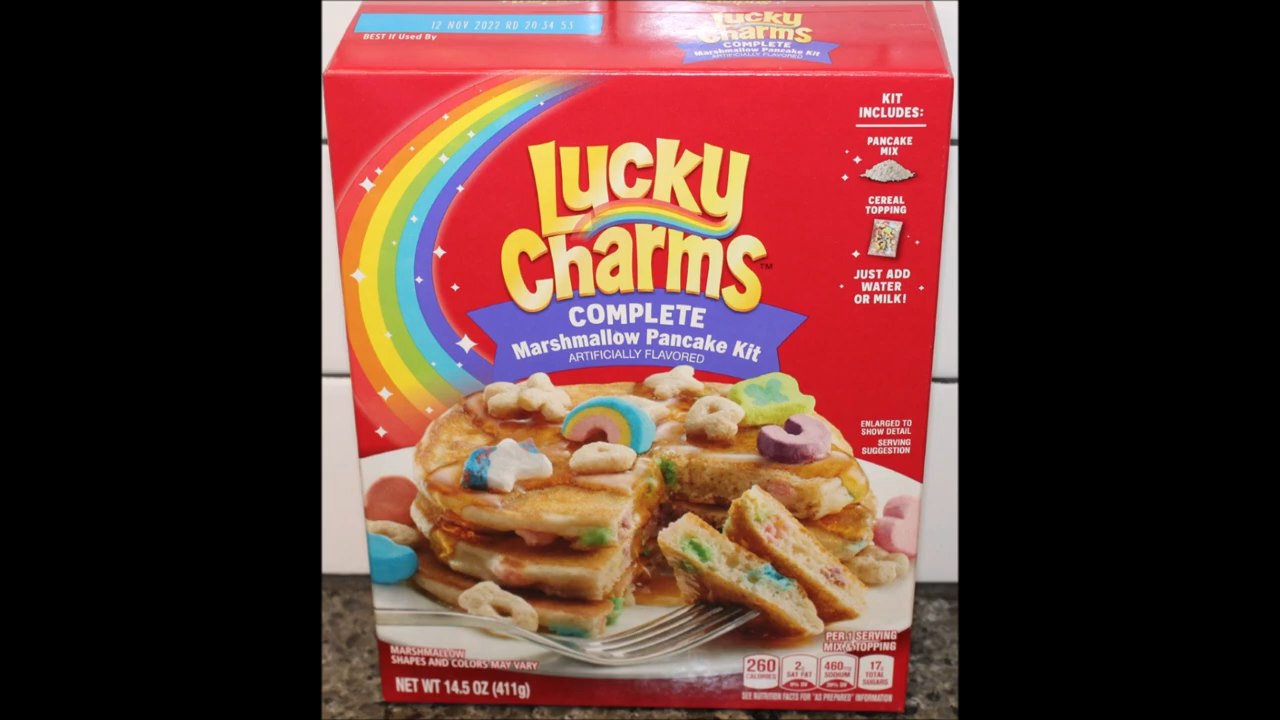 12 NOV 2022 RD 20:34 53
BEST If Used By
Lucky
Charms
COMPLETE
Marshmallow Pancake Kit
ARTIFICIALLY FLAVORED
KIT
INCLUDES:
PANCAKE
MIX
CEREAL
TOPPING
JUST ADD
WATER
OR MILK!
Lucky
Charms™
COMPLETE
Marshmallow Pancake Kit
ARTIFICIALLY FLAVORED
ENLARGED TO
SHOW DETAIL
SERVING
SUGGESTION
MARSHMALLOW
SHAPES AND COLORS MAY VARY
NET WT 14.5 OZ (411g)
PER 1 SERVING
MIX & TOPPING
260
CALORIES
2g
SAT FAT
460mg
SODIUM
20% DV
17g
TOTAL
SUGARS
SEE NUTRITION FACTS FOR "AS PREPARED" INFORMATION